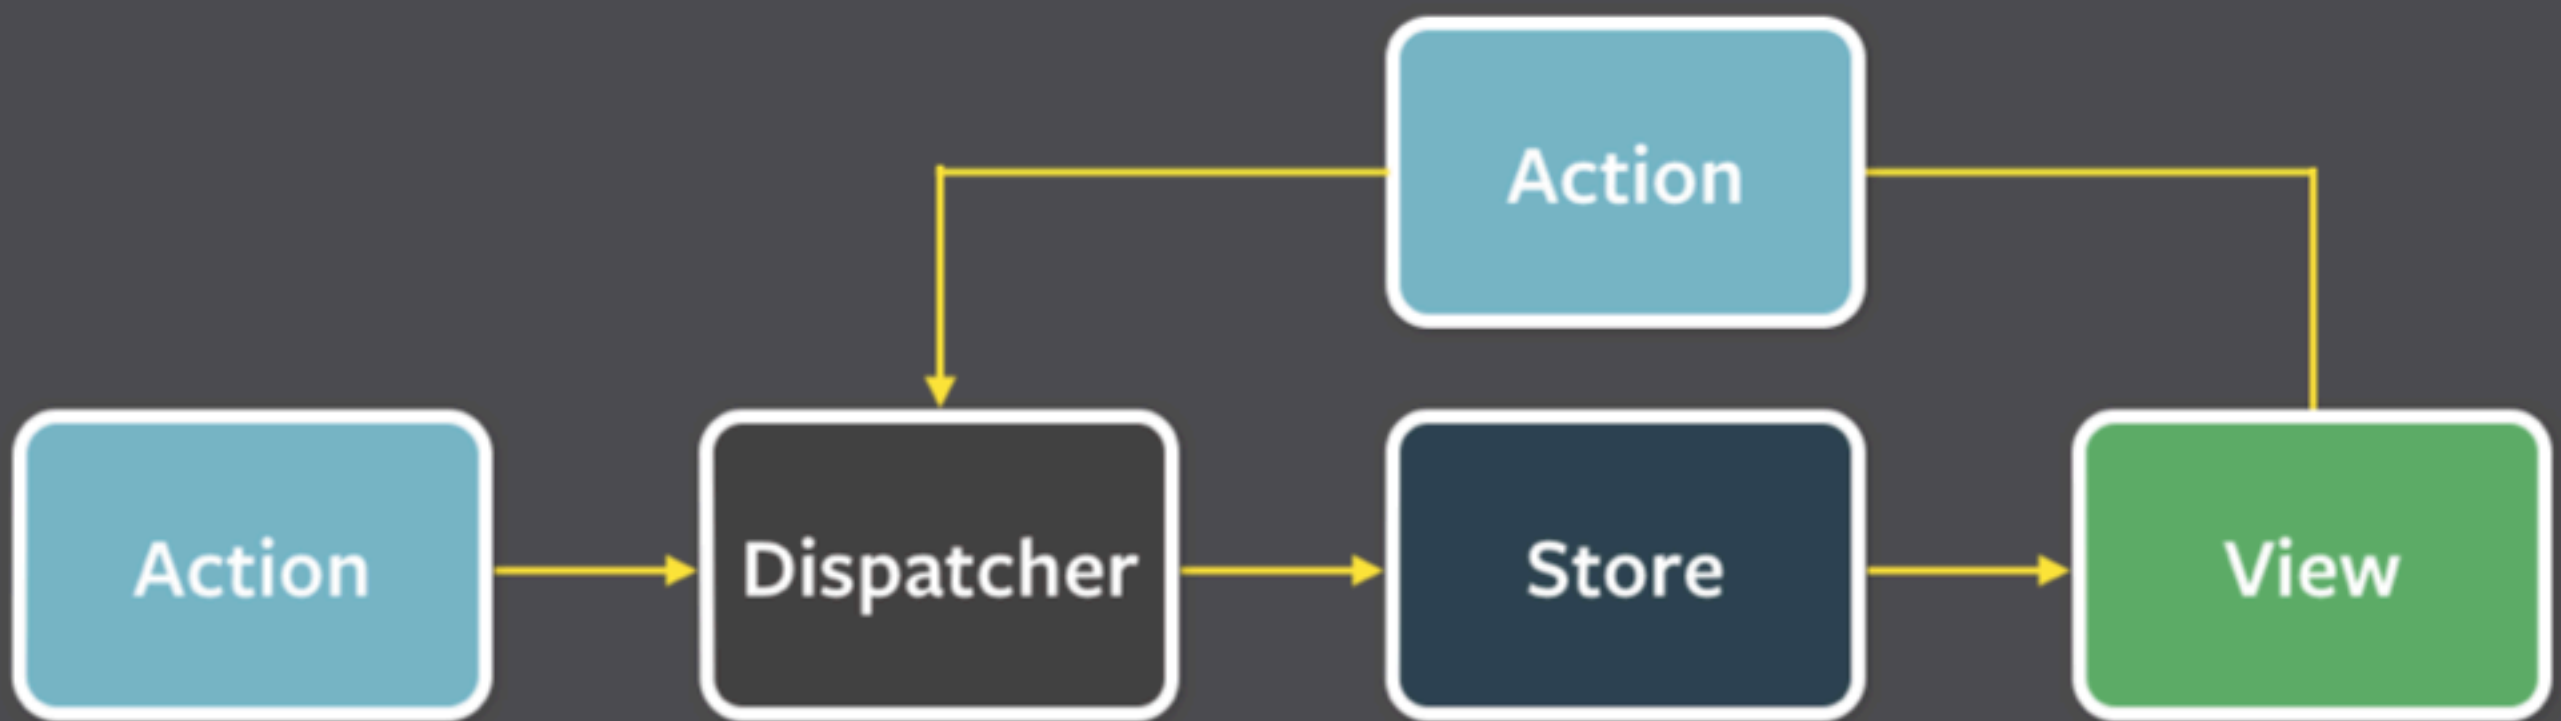 Action
Action
Dispatcher
Store
View